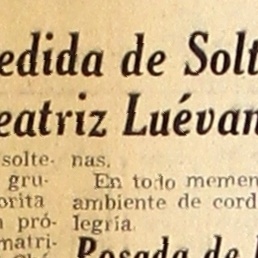 edida de Solt
eatriz Luévan
solte-
gru-
orita
pró-
matri-
nas.
En todo memen
ambiente de cord
legría.
Posada de